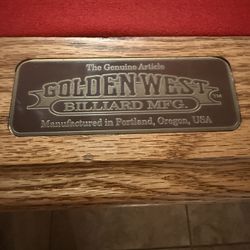 The Genuine Article
GOLDEN WEST
BILLIARD MFG.
Manufactured in Portland, Oregon, USA